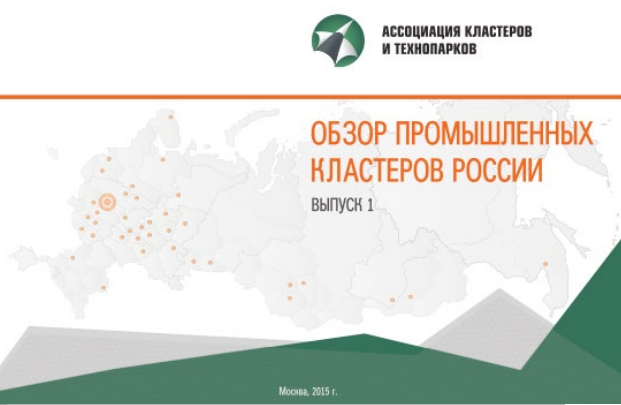 АССОЦИАЦИЯ КЛАСТЕРОВ
И ТЕХНОПАРКОВ
ОБЗОР ПРОМЫШЛЕННЫХ
КЛАСТЕРОВ РОССИИ
ВЫПУСК 1
Москва, 2015 г.